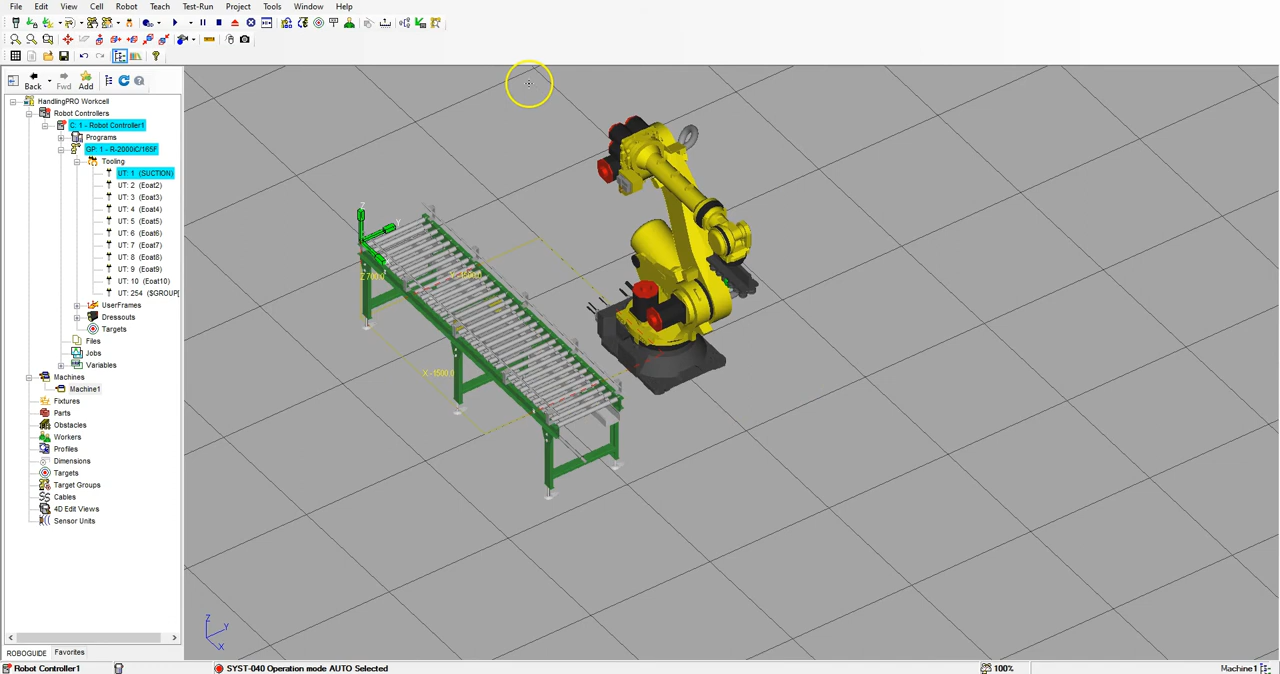 File Edit View Cell Robot Teach Test-Run Project Tools Window Help
Back Fwd Add
HandlingPRO Workcell
Robot Controllers
C: 1 - Robot Controller1
Programs
GP: 1 - R-2000iC/165F
Tooling
UT: 1 (SUCTION)
UT: 2 (Eoat2)
UT: 3 (Eoat3)
UT: 4 (Eoat4)
UT: 5 (Eoat5)
UT: 6 (Eoat6)
UT: 7 (Eoat7)
UT: 8 (Eoat8)
UT: 9 (Eoat9)
UT: 10 (Eoat10)
UT: 254 ($GROUP[
UserFrames
Dressouts
Targets
Files
Jobs
Variables
Machines
Machine1
Fixtures
Parts
Obstacles
Workers
Profiles
Dimensions
Targets
Target Groups
Cables
4D Edit Views
Sensor Units
ROBOGUIDE Favorites
Z
Y
X -1500.0
Z
Y
X
Robot Controller1 SYST-040 Operation mode AUTO Selected 100% Machine1